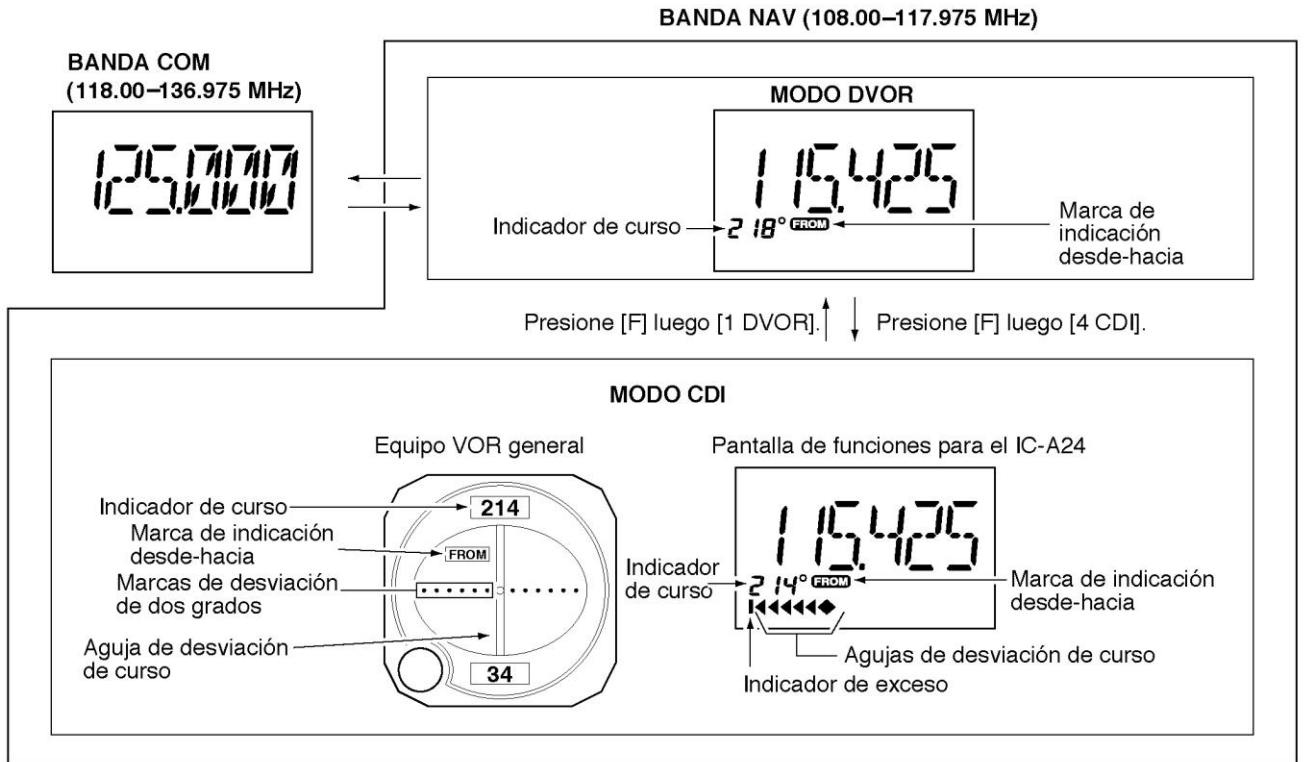 BANDA NAV (108.00–117.975 MHz)
BANDA COM
(118.00–136.975 MHz)
125.000
MODO DVOR
115.425
Indicador de curso
218° FROM
Marca de
indicación
desde-hacia
Presione [F] luego [1 DVOR].
Presione [F] luego [4 CDI].
MODO CDI
Equipo VOR general
Indicador de curso
214
Marca de indicación
desde-hacia
FROM
Marcas de desviación
de dos grados
Aguja de desviación
de curso
34
Pantalla de funciones para el IC-A24
115.425
Indicador
de curso
214° FROM
Marca de indicación
desde-hacia
Agujas de desviación de curso
Indicador de exceso